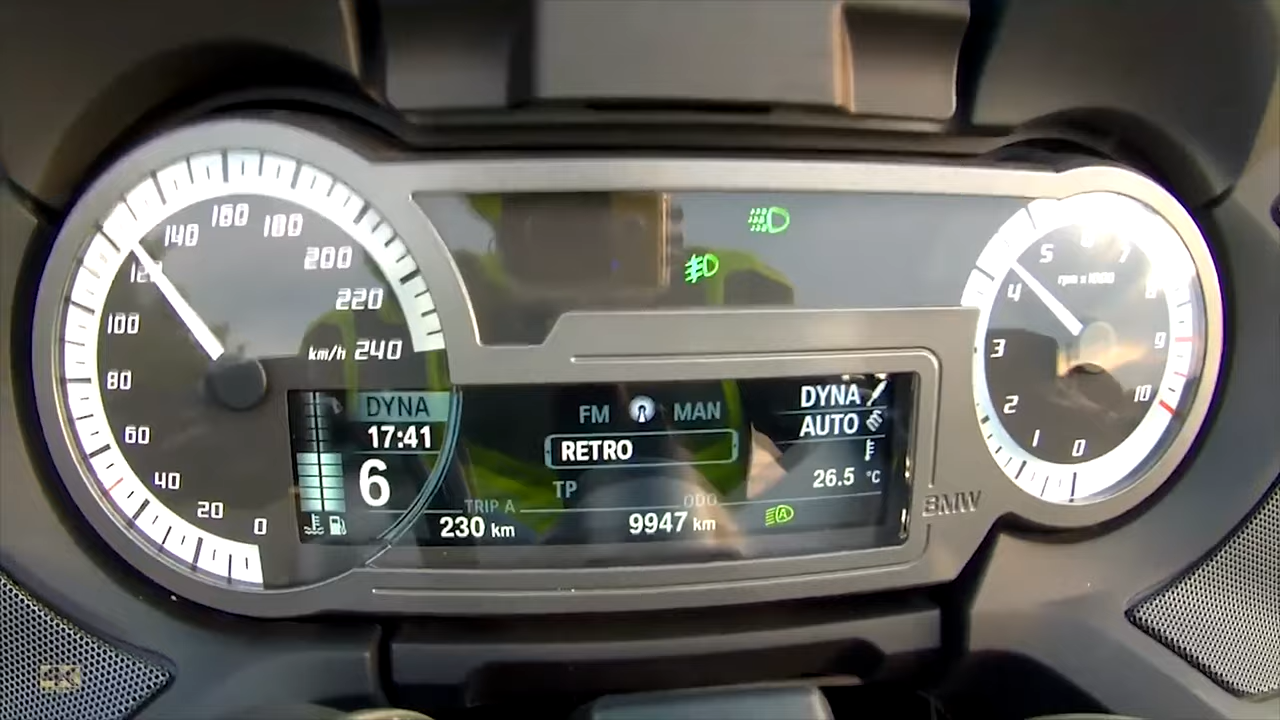 0
20
40
60
80
100
120
140
160
180
200
220
km/h 240
5
4
rpm x 1000
3
9
2
10
1
0
DYNA
17:41
6
FM MAN
RETRO
TP
DYNA
AUTO
26.5 °C
TRIP A
230 km
ODO
9947 km
A
BMW
4K